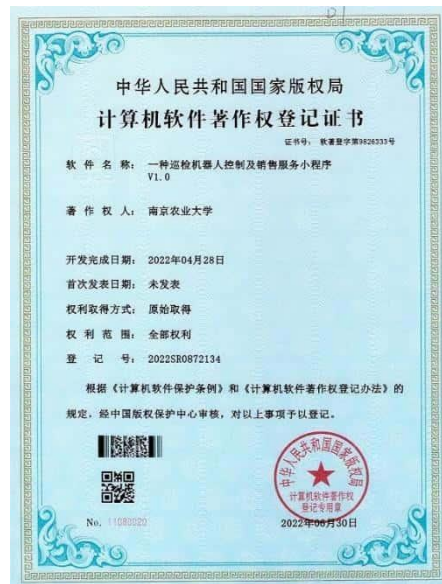 中华人民共和国国家版权局
计算机软件著作权登记证书
证书号： 软著登字第9826333号
软件名称： 一种巡检机器人控制及销售服务小程序
V1.0
著作权人： 南京农业大学
开发完成日期： 2022年04月28日
首次发表日期： 未发表
权利取得方式： 原始取得
权利范围： 全部权利
登记号： 2022SR0872134
根据《计算机软件保护条例》和《计算机软件著作权登记办法》的
规定，经中国版权保护中心审核，对以上事项予以登记。
中华人民共和国国家版权局
计算机软件著作权
登记专用章
No. 11080020
2022年06月30日